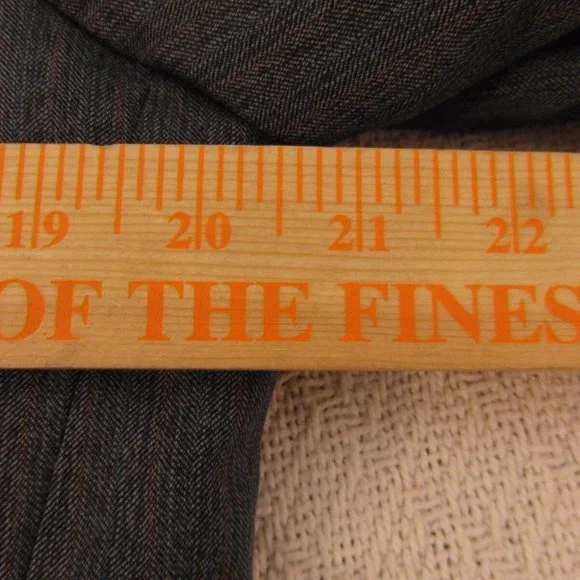 19 20 21 22
OF THE FINES